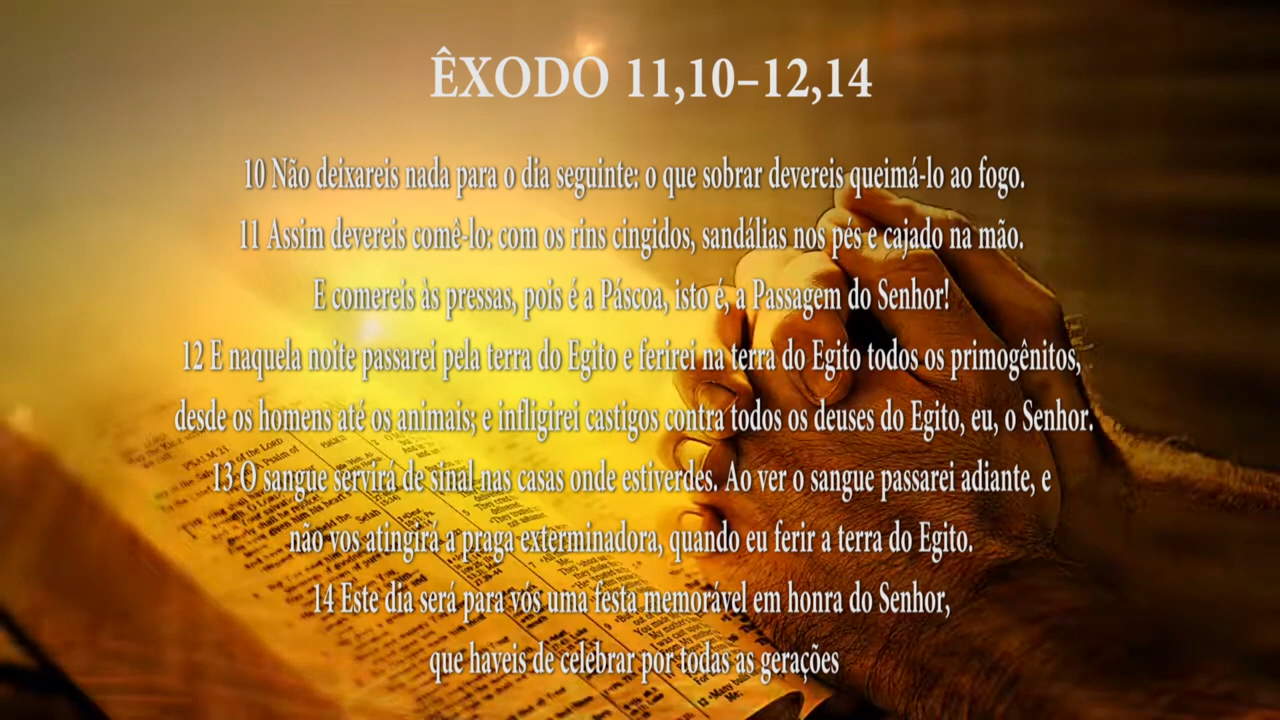 ÊXODO 11,10–12,14
10 Não deixareis nada para o dia seguinte: o que sobrar devereis queimá-lo ao fogo.
11 Assim devereis comê-lo: com os rins cingidos, sandálias nos pés e cajado na mão.
E comereis às pressas, pois é a Páscoa, isto é, a Passagem do Senhor!
12 E naquela noite passarei pela terra do Egito e ferirei na terra do Egito todos os primogênitos,
desde os homens até os animais; e infligirei castigos contra todos os deuses do Egito, eu, o Senhor.
13 O sangue servirá de sinal nas casas onde estiverdes. Ao ver o sangue passarei adiante, e
não vos atingirá a praga exterminadora, quando eu ferir a terra do Egito.
14 Este dia será para vós uma festa memorável em honra do Senhor,
que haveis de celebrar por todas as gerações
PSALM 21